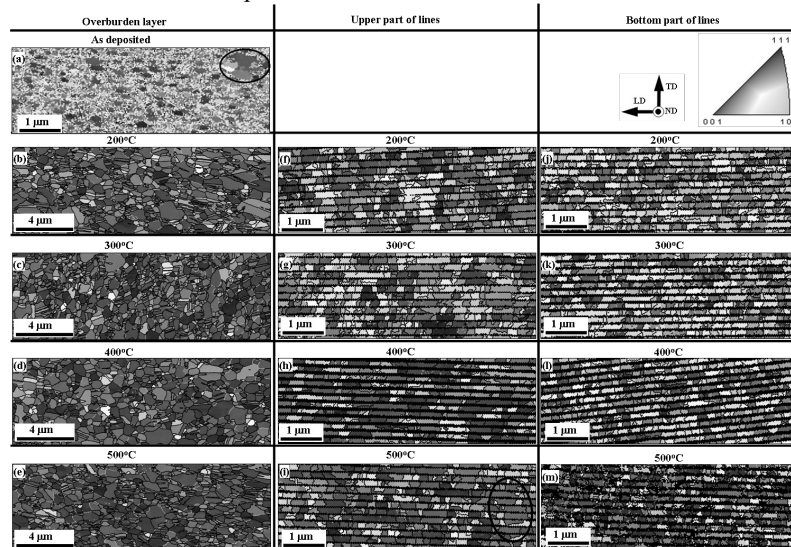 Overburden layer Upper part of lines Bottom part of lines
As deposited
(a)
1 μm
TD
LD
ND
1 1 1
0 0 1
1 0
200°C 200°C 200°C
(b) (f) (j)
4 μm 1 μm 1 μm
300°C 300°C 300°C
(c) (g) (k)
4 μm 1 μm 1 μm
400°C 400°C 400°C
(d) (h) (l)
4 μm 1 μm 1 μm
500°C 500°C 500°C
(e) (i) (m)
4 μm 1 μm 1 μm